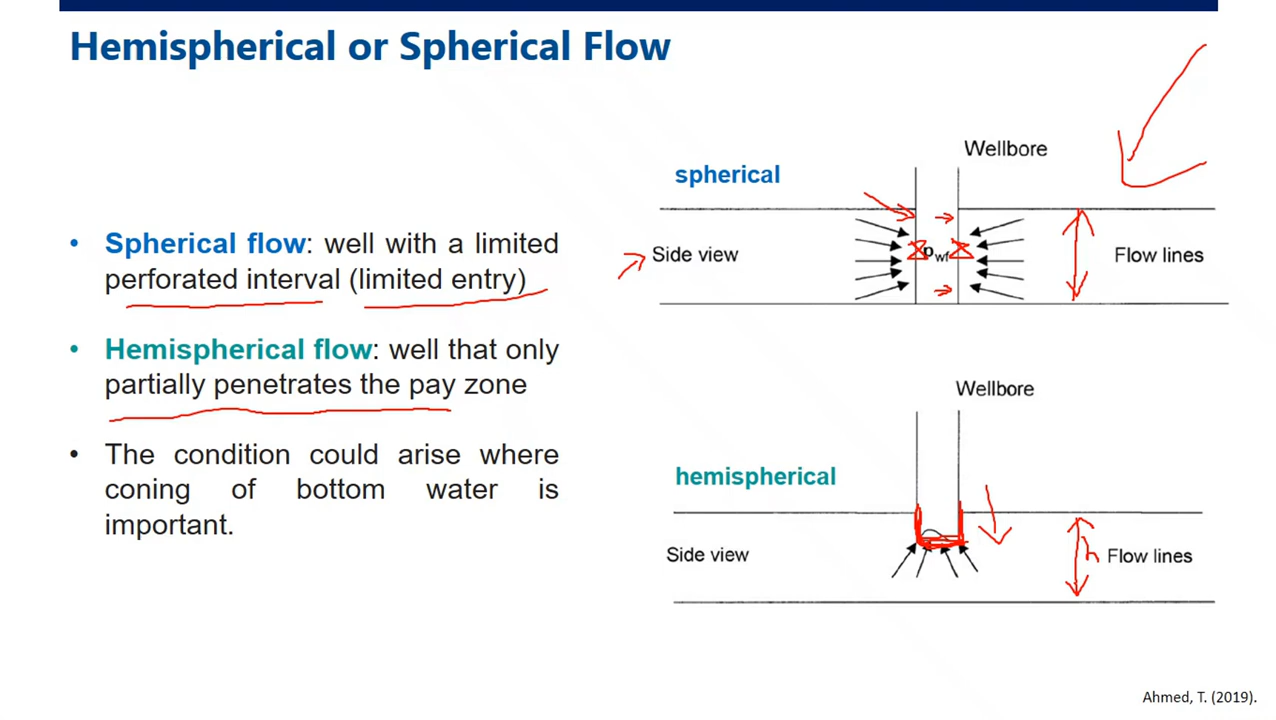 Hemispherical or Spherical Flow
• Spherical flow: well with a limited
perforated interval (limited entry)
• Hemispherical flow: well that only
partially penetrates the pay zone
• The condition could arise where
coning of bottom water is
important.
Wellbore
spherical
Side view
Pwf
Flow lines
Wellbore
hemispherical
Side view
h
Flow lines
Ahmed, T. (2019).